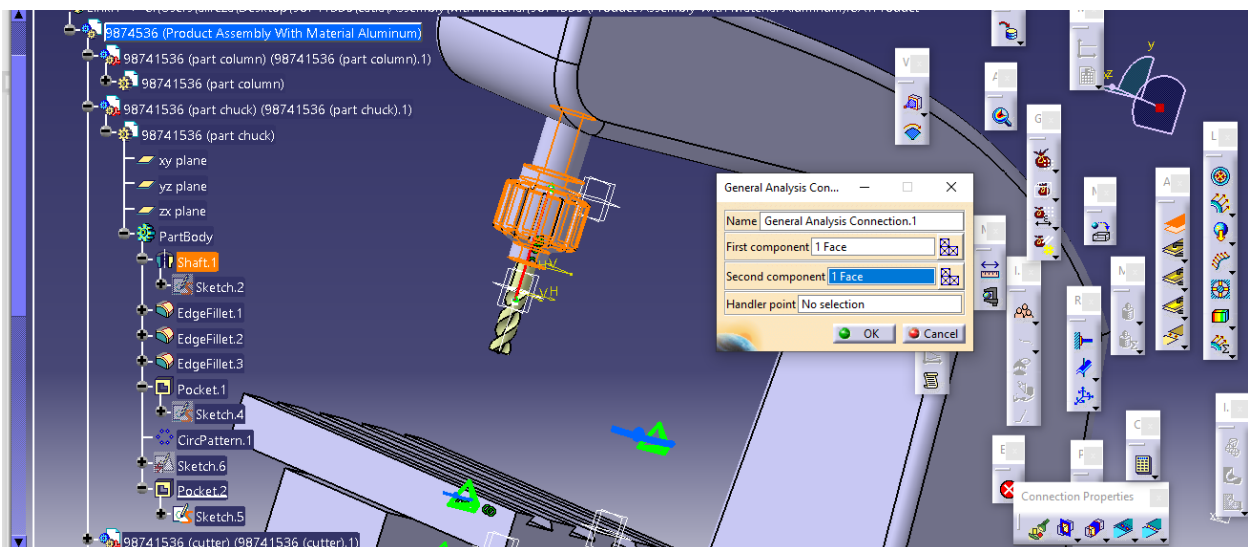 9874536 (Product Assembly With Material Aluminum)
98741536 (part column) (98741536 (part column).1)
98741536 (part column)
98741536 (part chuck) (98741536 (part chuck).1)
98741536 (part chuck)
xy plane
yz plane
zx plane
PartBody
Shaft.1
Sketch.2
EdgeFillet.1
EdgeFillet.2
EdgeFillet.3
Pocket.1
Sketch.4
CircPattern.1
Sketch.6
Pocket.2
Sketch.5
98741536 (cutter) (98741536 (cutter).1)
V
H
V
General Analysis Con...
Name General Analysis Connection.1
First component 1 Face
Second component 1 Face
Handler point No selection
OK Cancel
V
A
G
M
A
L
I.
M
R
E
F
C
I.
y
z
Connection Properties